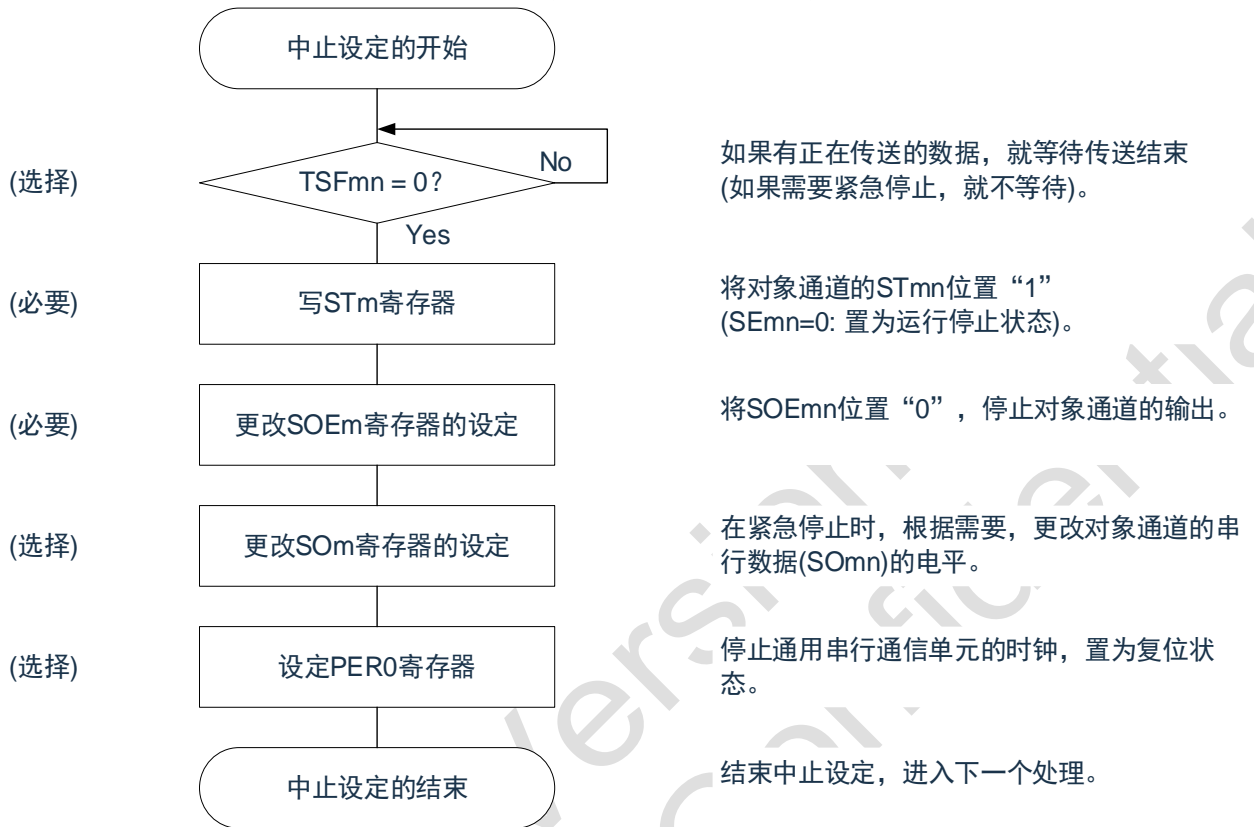 中止设定的开始
No
(选择)
TSFmn = 0?
如果有正在传送的数据，就等待传送结束
(如果需要紧急停止，就不等待)。
Yes
(必要)
写STm寄存器
将对象通道的STmn位置“1”
(SEmn=0: 置为运行停止状态)。
(必要)
更改SOEm寄存器的设定
将SOEmn位置“0”，停止对象通道的输出。
(选择)
更改SOm寄存器的设定
在紧急停止时，根据需要，更改对象通道的串
行数据(SOmn)的电平。
(选择)
设定PER0寄存器
停止通用串行通信单元的时钟，置为复位状
态。
中止设定的结束
结束中止设定，进入下一个处理。